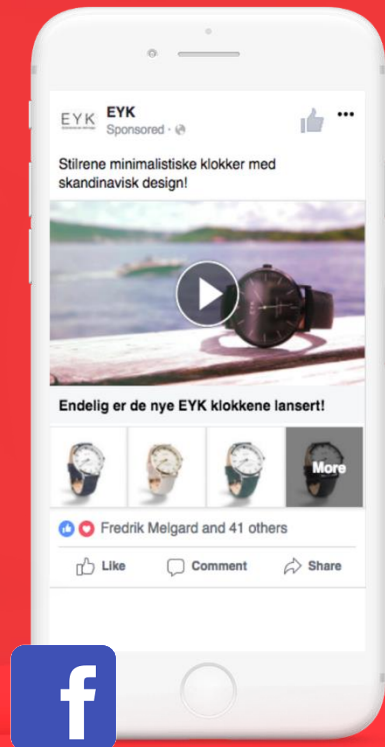 EYK
EYK
Sponsored ·
Stilrene minimalistiske klokker med
skandinavisk design!
Endelig er de nye EYK klokkene lansert!
More
Fredrik Melgard and 41 others
Like
Comment
Share
f